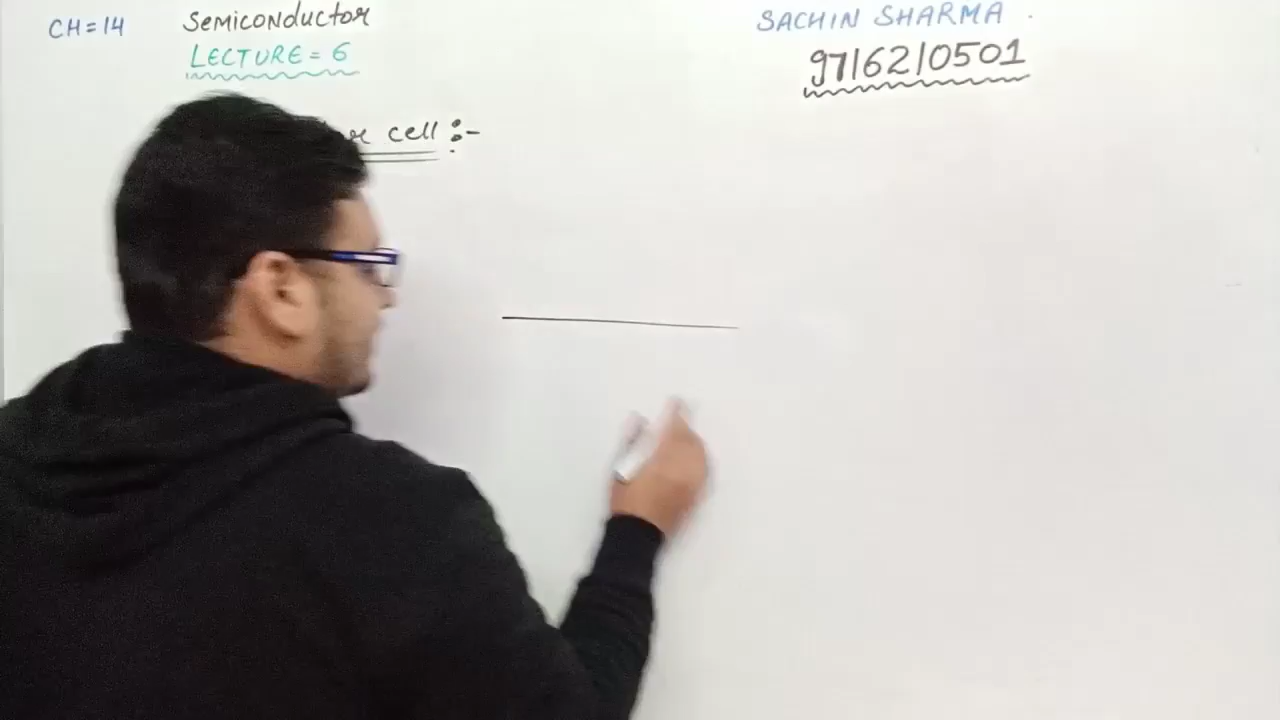 CH=14 Semiconductor
LECTURE = 6
SACHIN SHARMA
9716210501
cell :-